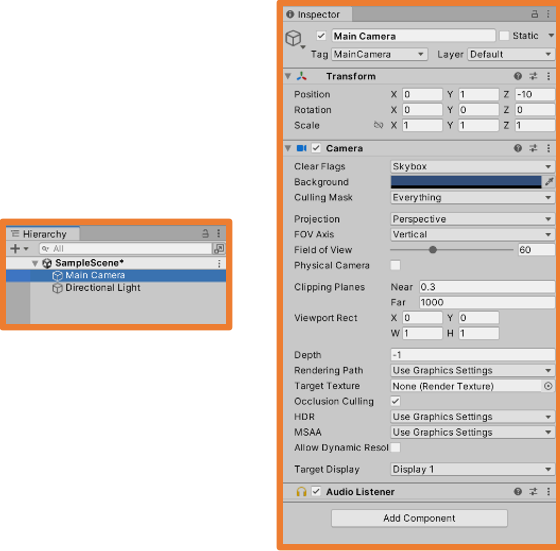 Hierarchy
All
SampleScene*
Main Camera
Directional Light
Inspector
Main Camera Static
Tag MainCamera Layer Default
Transform
Position X 0 Y 1 Z -10
Rotation X 0 Y 0 Z 0
Scale X 1 Y 1 Z 1
Camera
Clear Flags Skybox
Background
Culling Mask Everything
Projection Perspective
FOV Axis Vertical
Field of View 60
Physical Camera
Clipping Planes Near 0.3
Far 1000
Viewport Rect X 0 Y 0
W 1 H 1
Depth -1
Rendering Path Use Graphics Settings
Target Texture None (Render Texture)
Occlusion Culling
HDR Use Graphics Settings
MSAA Use Graphics Settings
Allow Dynamic Resol
Target Display Display 1
Audio Listener
Add Component